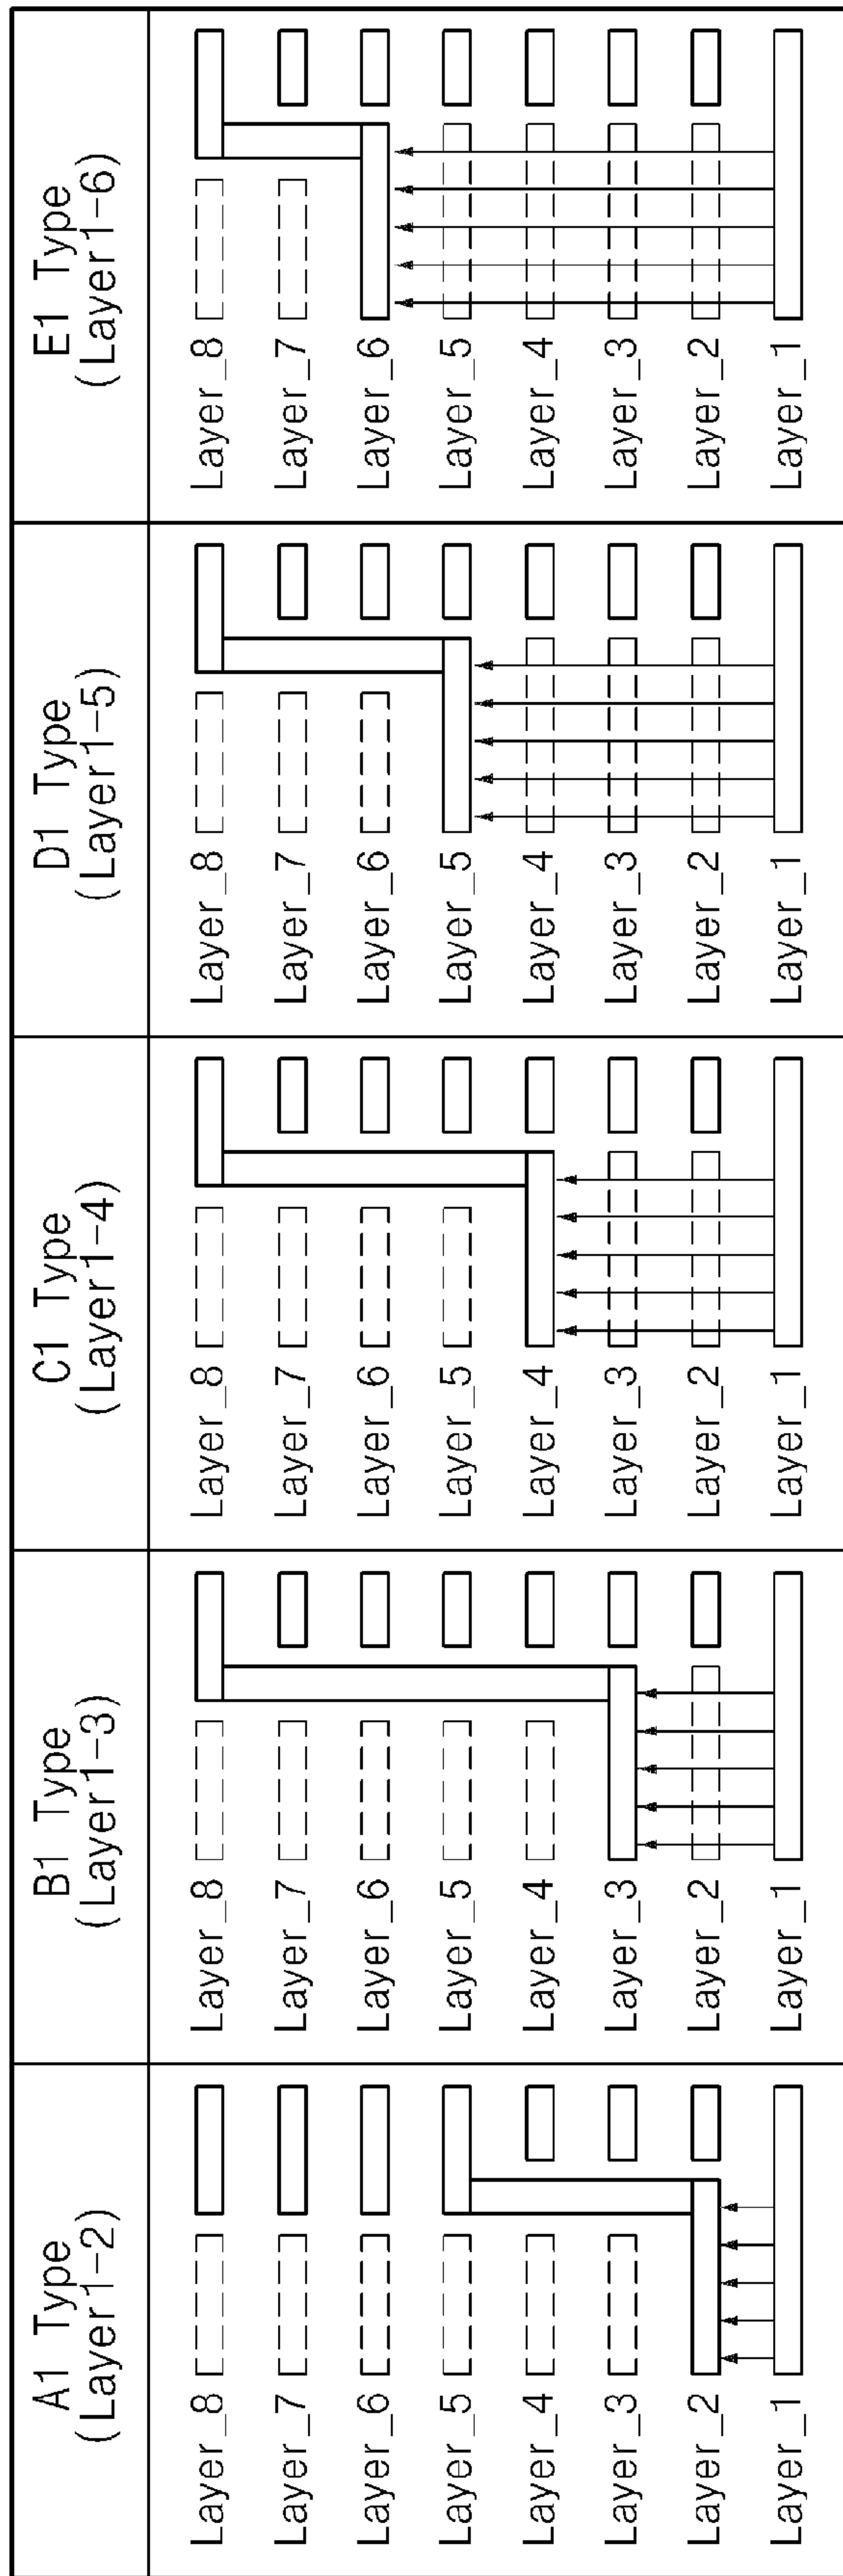 A1 Type
(Layer1-2)
Layer_8
Layer_7
Layer_6
Layer_5
Layer_4
Layer_3
Layer_2
Layer_1
B1 Type
(Layer1-3)
Layer_8
Layer_7
Layer_6
Layer_5
Layer_4
Layer_3
Layer_2
Layer_1
C1 Type
(Layer1-4)
Layer_8
Layer_7
Layer_6
Layer_5
Layer_4
Layer_3
Layer_2
Layer_1
D1 Type
(Layer1-5)
Layer_8
Layer_7
Layer_6
Layer_5
Layer_4
Layer_3
Layer_2
Layer_1
E1 Type
(Layer1-6)
Layer_8
Layer_7
Layer_6
Layer_5
Layer_4
Layer_3
Layer_2
Layer_1